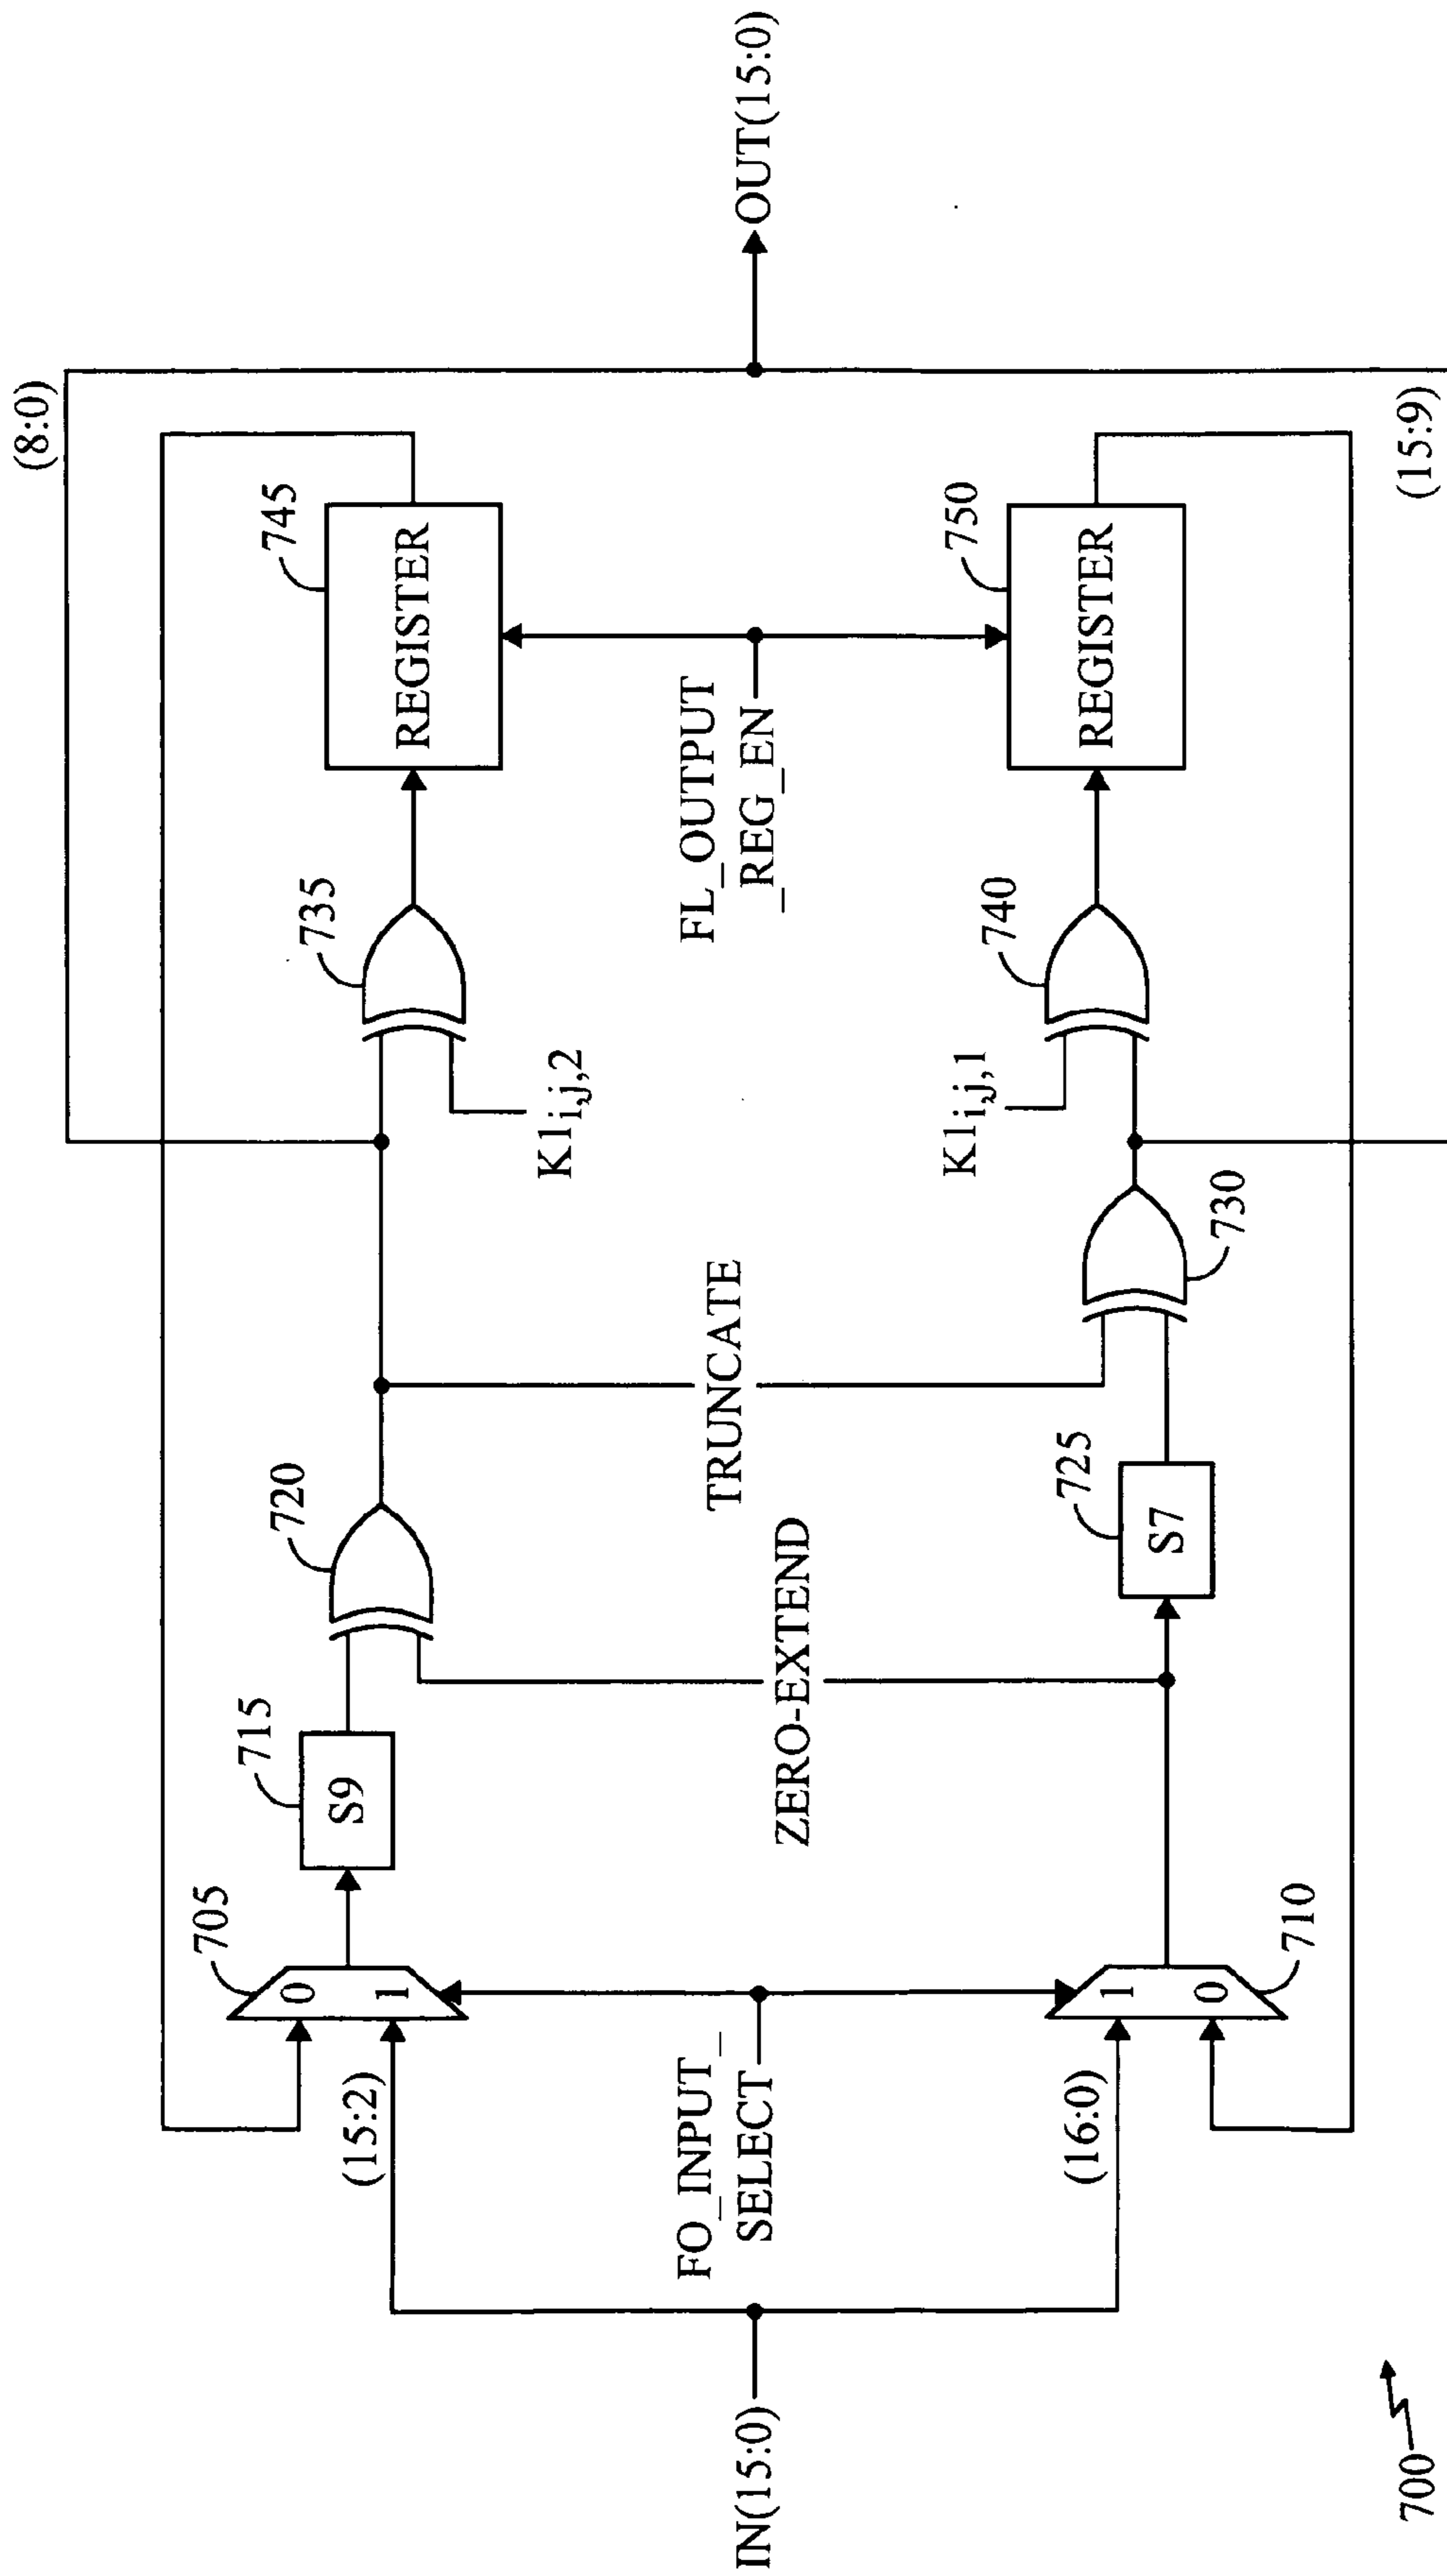 (8:0)
745
REGISTER
735
K1i,j,2
720
715
S9
705
0
1
(15:2)
OUT(15:0)
FL_OUTPUT
_REG_EN
TRUNCATE
ZERO-EXTEND
FO_INPUT_
SELECT
IN(15:0)
750
REGISTER
740
K1i,j,1
730
725
S7
1
0
710
(16:0)
(15:9)
700